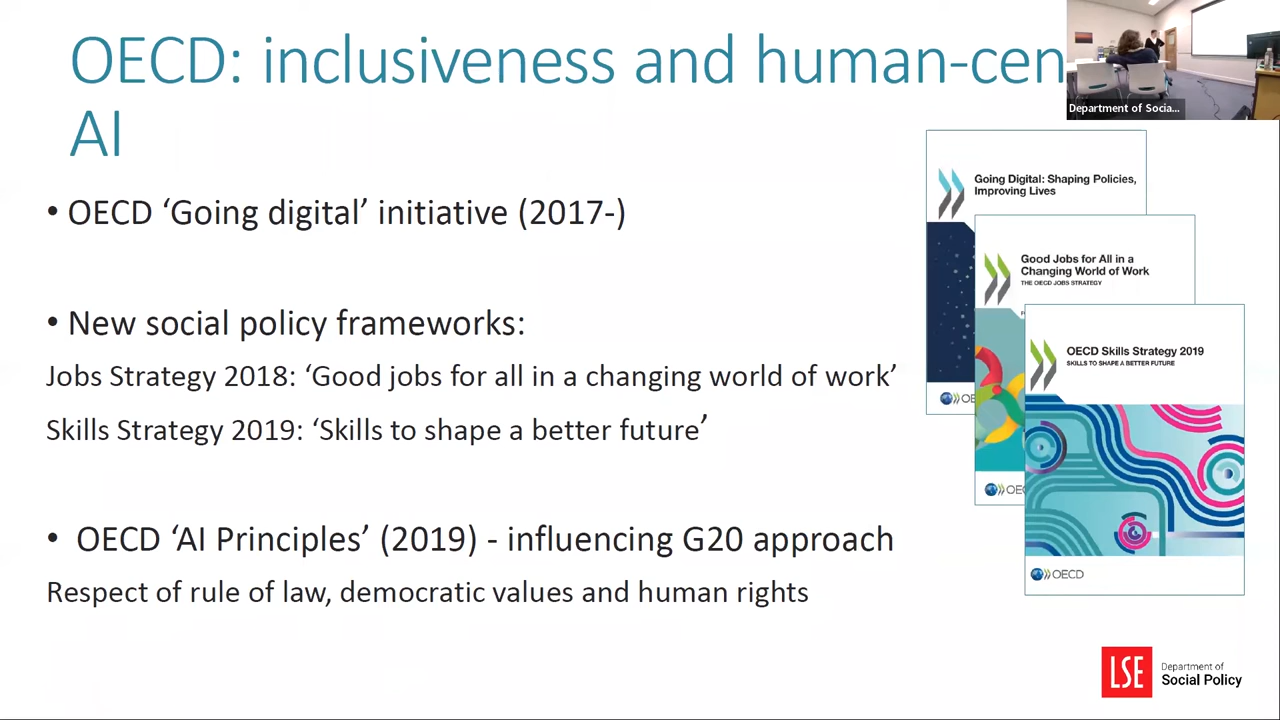 OECD: inclusiveness and human-cen
AI
• OECD ‘Going digital’ initiative (2017-)
• New social policy frameworks:
Jobs Strategy 2018: ‘Good jobs for all in a changing world of work’
Skills Strategy 2019: ‘Skills to shape a better future’
• OECD ‘AI Principles’ (2019) - influencing G20 approach
Respect of rule of law, democratic values and human rights
Department of Socia...
Going Digital: Shaping Policies,
Improving Lives
Good Jobs for All in a
Changing World of Work
THE OECD JOBS STRATEGY
OECD Skills Strategy 2019
SKILLS TO SHAPE A BETTER FUTURE
OECD
LSE
Department of
Social Policy